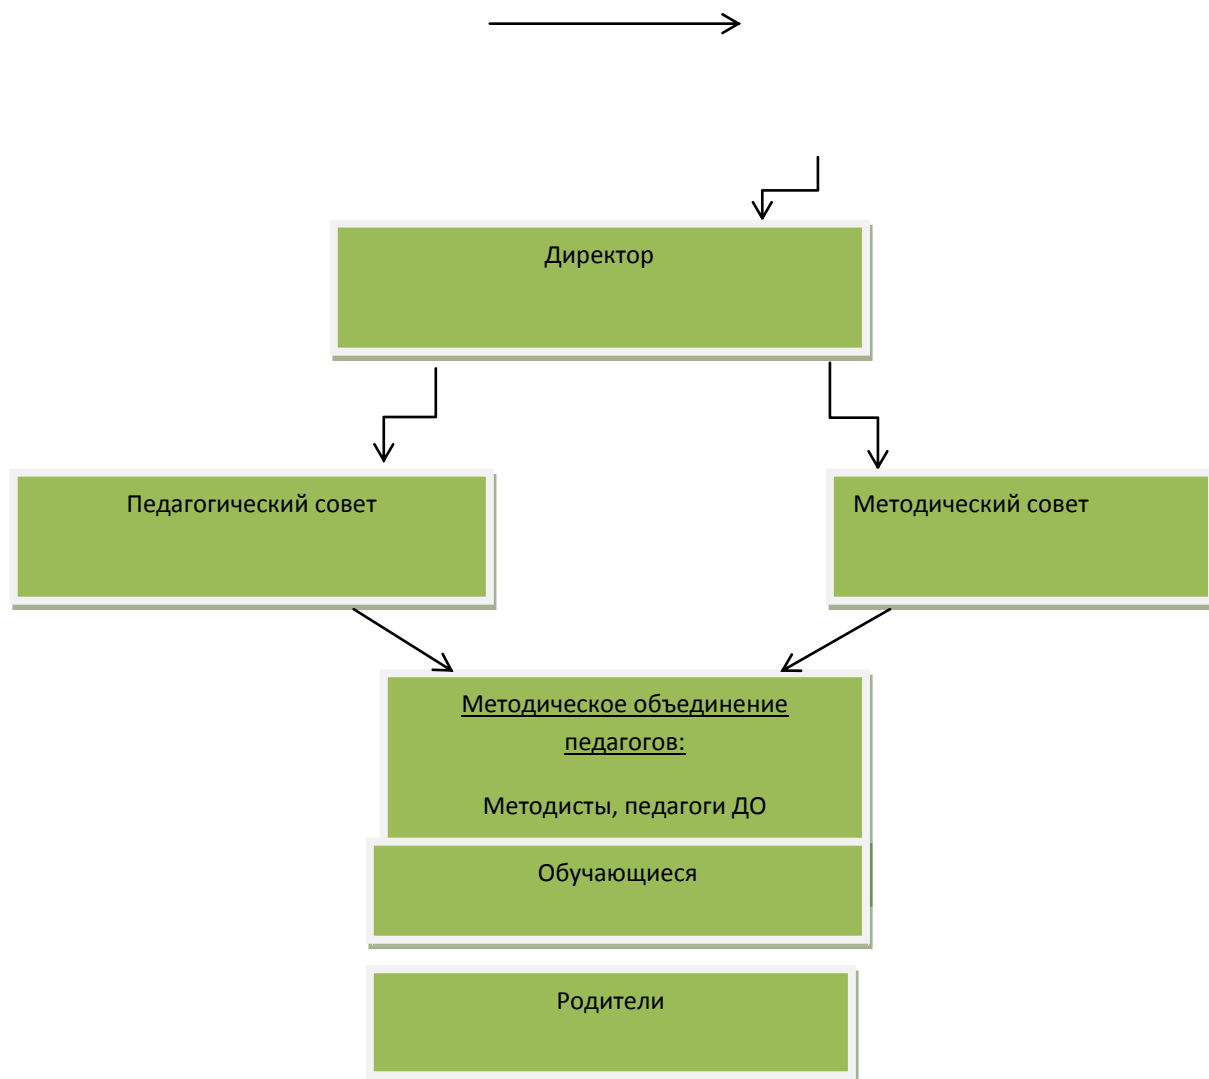 Директор
Педагогический совет
Методический совет
Методическое объединение
педагогов:
Методисты, педагоги ДО
Обучающиеся
Родители